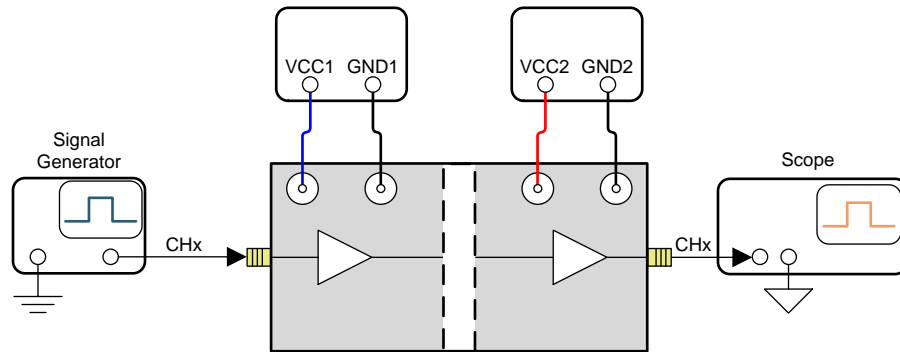 VCC1 GND1
VCC2 GND2
Signal
Generator
Scope
CHx
CHx